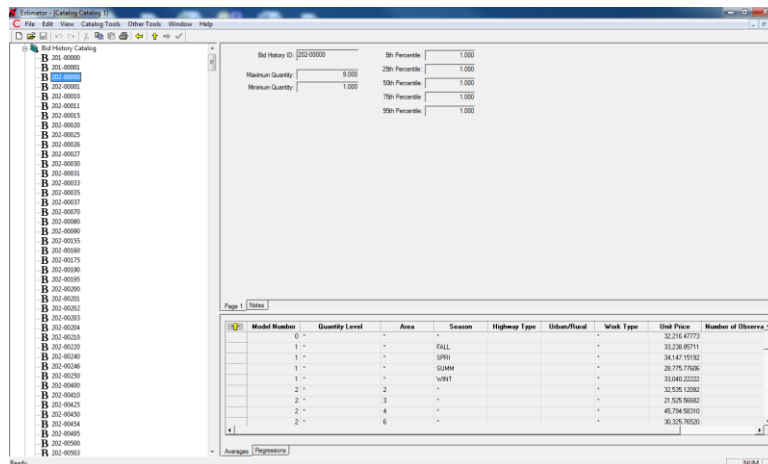 Estimator - [Catalog Catalog 1]
File Edit View Catalog Tools Other Tools Window Help
Bid History Catalog
B 201-00000
B 201-00001
B 202-00000
B 202-00001
B 202-00010
B 202-00011
B 202-00015
B 202-00020
B 202-00025
B 202-00026
B 202-00027
B 202-00030
B 202-00031
B 202-00033
B 202-00035
B 202-00037
B 202-00070
B 202-00080
B 202-00090
B 202-00155
B 202-00160
B 202-00175
B 202-00190
B 202-00195
B 202-00200
B 202-00201
B 202-00202
B 202-00203
B 202-00204
B 202-00210
B 202-00220
B 202-00240
B 202-00246
B 202-00250
B 202-00400
B 202-00410
B 202-00425
B 202-00450
B 202-00454
B 202-00495
B 202-00500
B 202-00503
Bid History ID: 202-00000
Maximum Quantity: 9.000
Minimum Quantity: 1.000
5th Percentile: 1.000
25th Percentile: 1.000
50th Percentile: 1.000
75th Percentile: 1.000
95th Percentile: 1.000
Page 1 Notes
Model Number Quantity Level Area Season Highway Type Urban/Rural Work Type Unit Price Number of Observa
0 * * * * 32,216.47773
1 * * FALL * 33,238.85711
1 * * SPRI * 34,147.15192
1 * * SUMM * 28,775.77606
1 * * WINT * 33,040.22222
2 * 2 * * 32,535.12092
2 * 3 * * 21,525.56682
2 * 4 * * 45,794.58310
2 * 6 * * 30,325.76520
Averages Regressions
Ready
NUM